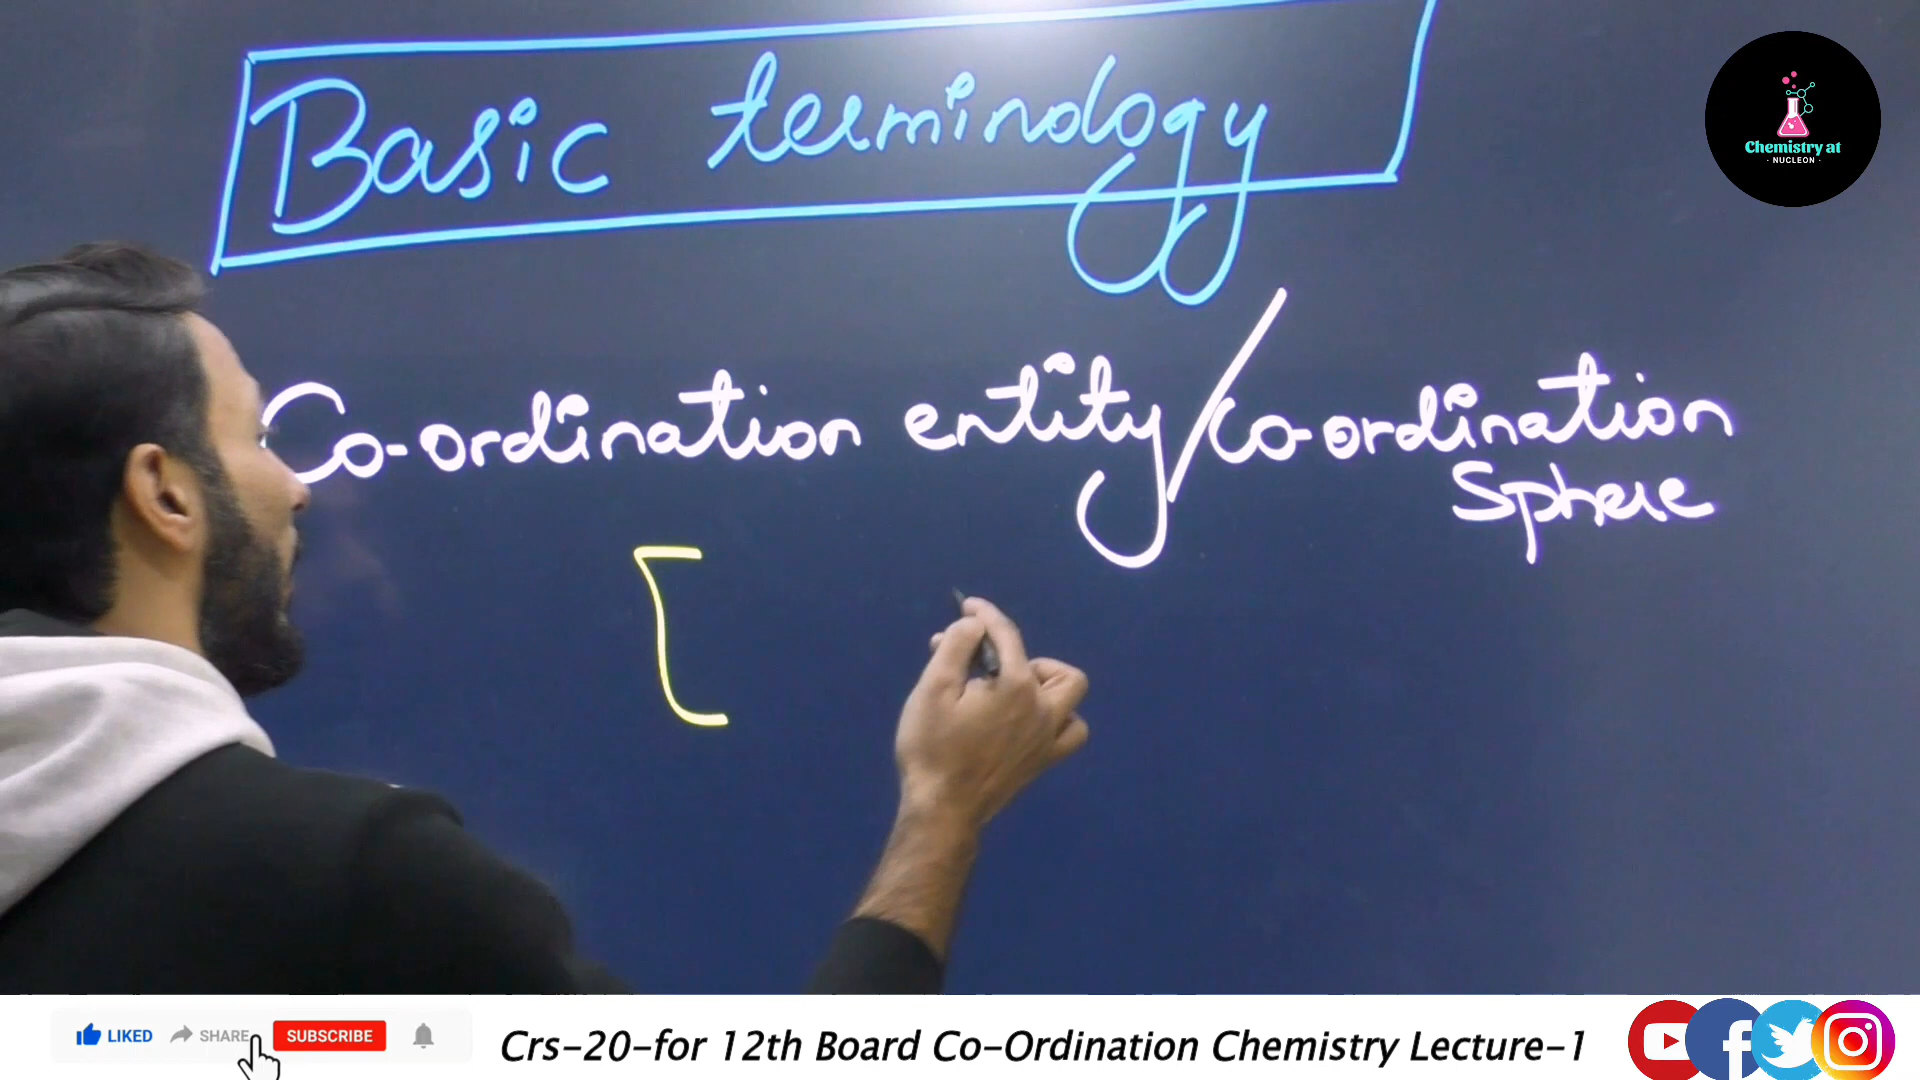 Basic terminology
Chemistry at
· NUCLEON ·
Co-ordination entity/Co-ordination
Sphere
[
LIKED SHARE SUBSCRIBE Crs-20-for 12th Board Co-Ordination Chemistry Lecture-1